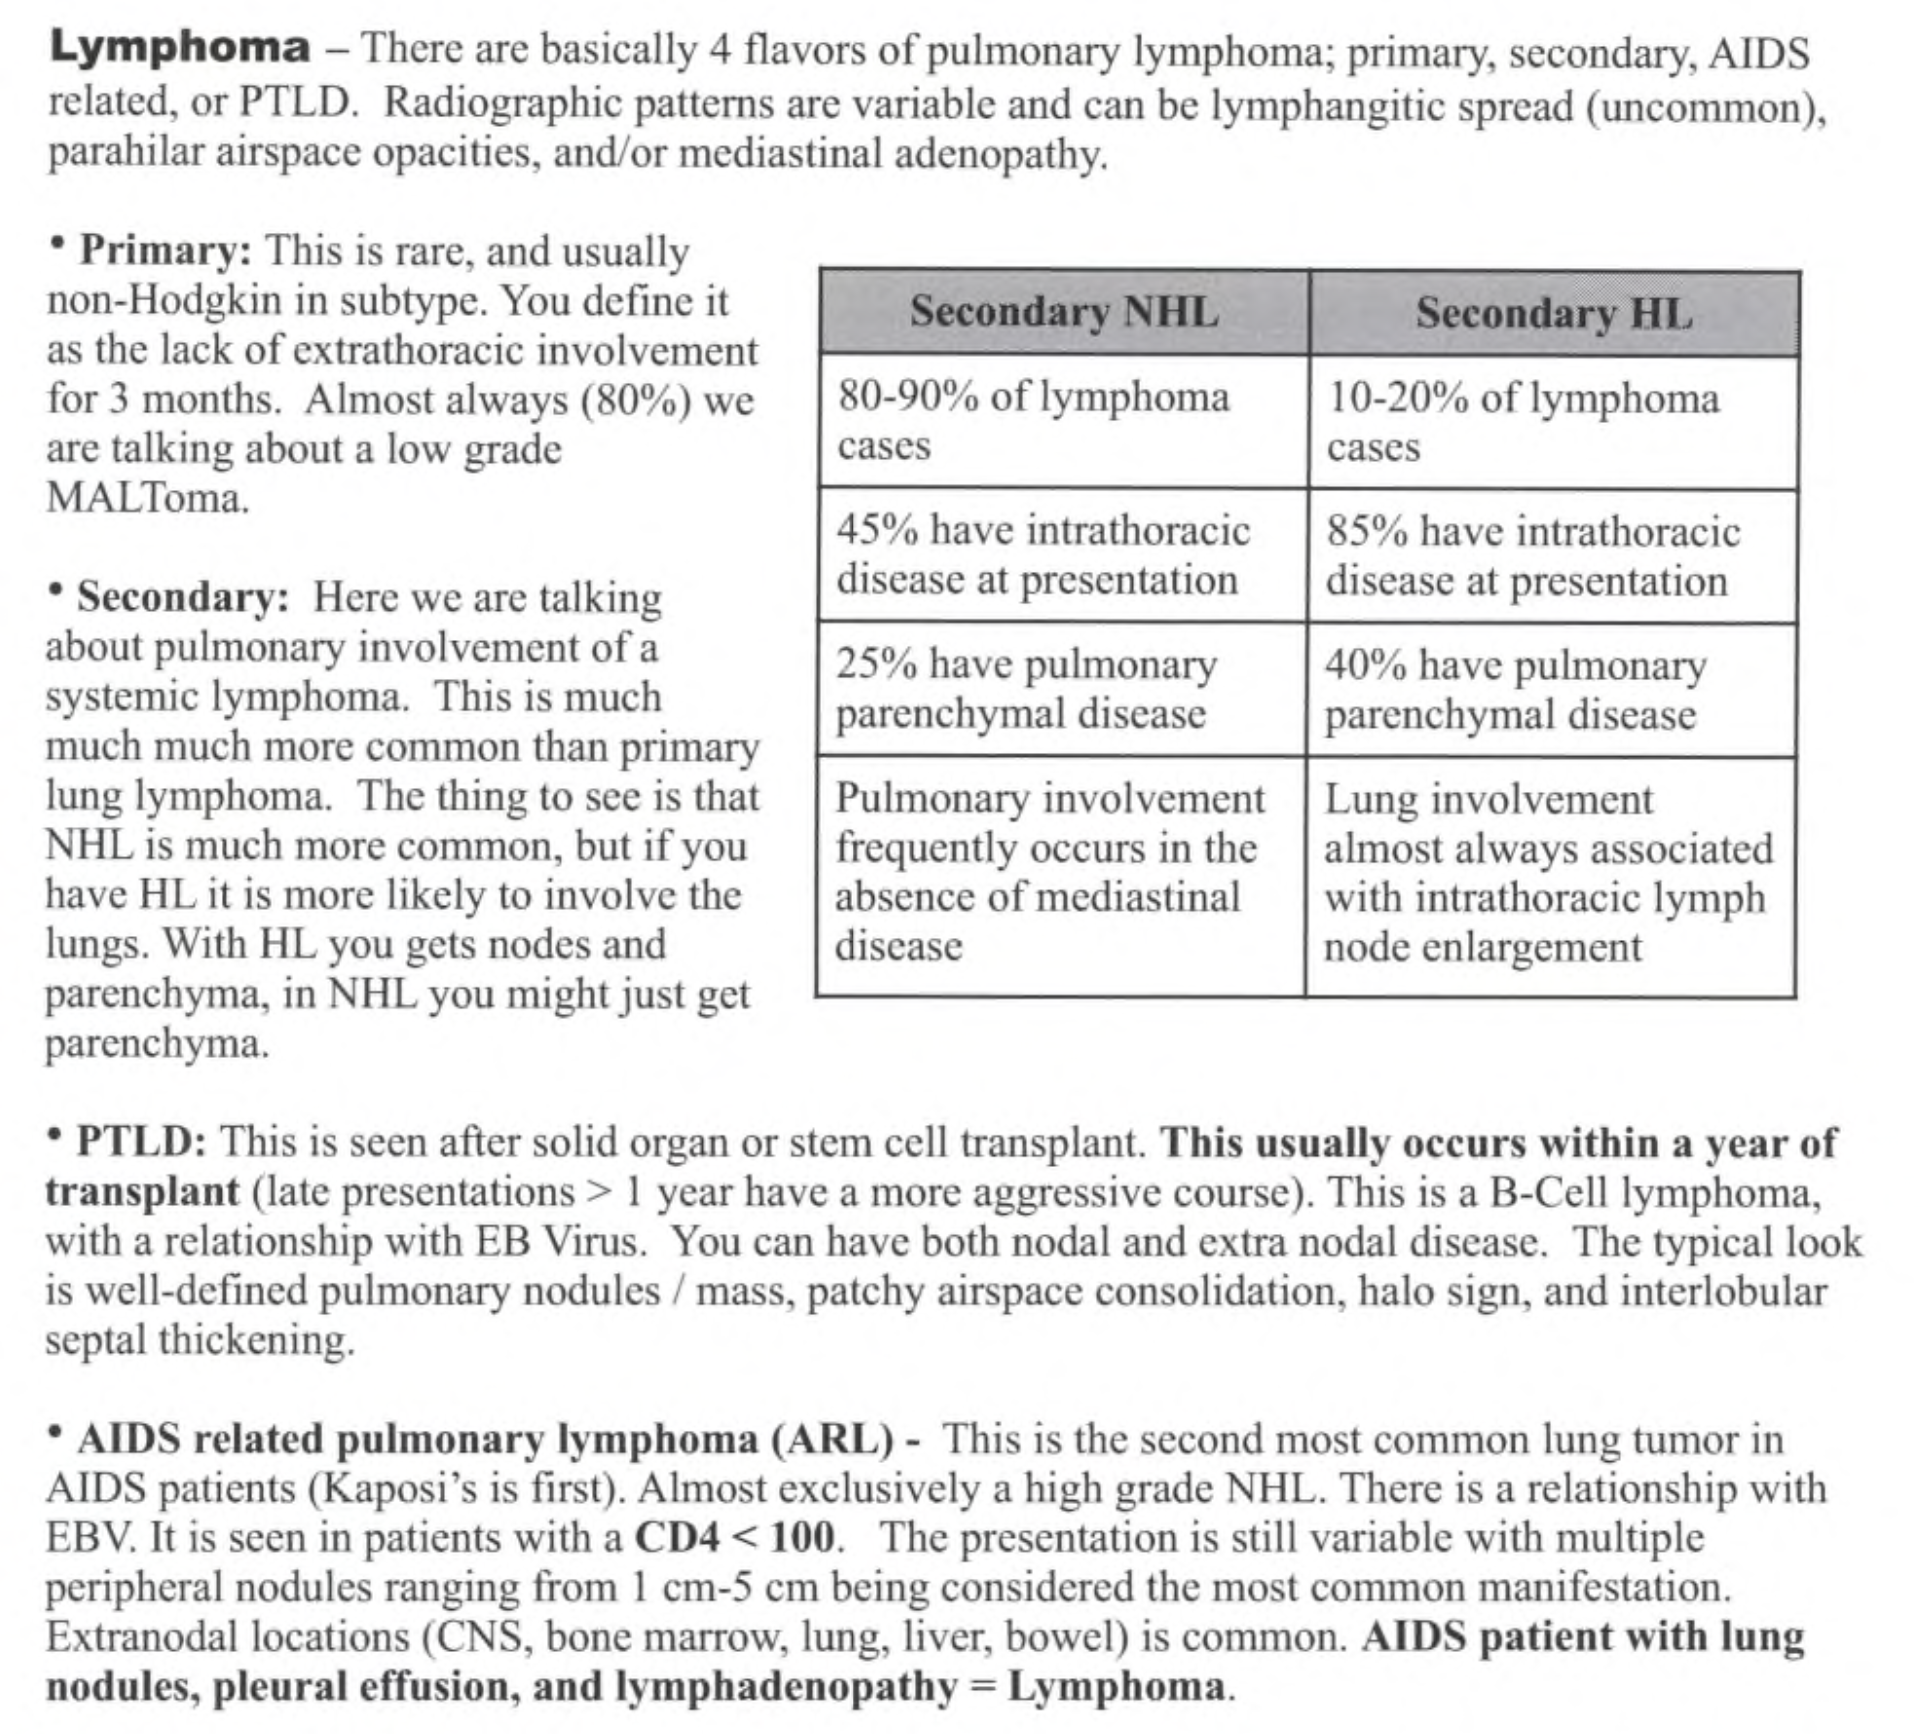 Lymphoma – There are basically 4 flavors of pulmonary lymphoma; primary, secondary, AIDS
related, or PTLD. Radiographic patterns are variable and can be lymphangitic spread (uncommon),
parahilar airspace opacities, and/or mediastinal adenopathy.
• Primary: This is rare, and usually
non-Hodgkin in subtype. You define it
as the lack of extrathoracic involvement
for 3 months. Almost always (80%) we
are talking about a low grade
MALToma.
• Secondary: Here we are talking
about pulmonary involvement of a
systemic lymphoma. This is much
much much more common than primary
lung lymphoma. The thing to see is that
NHL is much more common, but if you
have HL it is more likely to involve the
lungs. With HL you gets nodes and
parenchyma, in NHL you might just get
parenchyma.
Secondary NHL
Secondary HL
80-90% of lymphoma
cases
10-20% of lymphoma
cases
45% have intrathoracic
disease at presentation
85% have intrathoracic
disease at presentation
25% have pulmonary
parenchymal disease
40% have pulmonary
parenchymal disease
Pulmonary involvement
frequently occurs in the
absence of mediastinal
disease
Lung involvement
almost always associated
with intrathoracic lymph
node enlargement
• PTLD: This is seen after solid organ or stem cell transplant. This usually occurs within a year of
transplant (late presentations > 1 year have a more aggressive course). This is a B-Cell lymphoma,
with a relationship with EB Virus. You can have both nodal and extra nodal disease. The typical look
is well-defined pulmonary nodules / mass, patchy airspace consolidation, halo sign, and interlobular
septal thickening.
• AIDS related pulmonary lymphoma (ARL) - This is the second most common lung tumor in
AIDS patients (Kaposi's is first). Almost exclusively a high grade NHL. There is a relationship with
EBV. It is seen in patients with a CD4 < 100. The presentation is still variable with multiple
peripheral nodules ranging from 1 cm-5 cm being considered the most common manifestation.
Extranodal locations (CNS, bone marrow, lung, liver, bowel) is common. AIDS patient with lung
nodules, pleural effusion, and lymphadenopathy = Lymphoma.